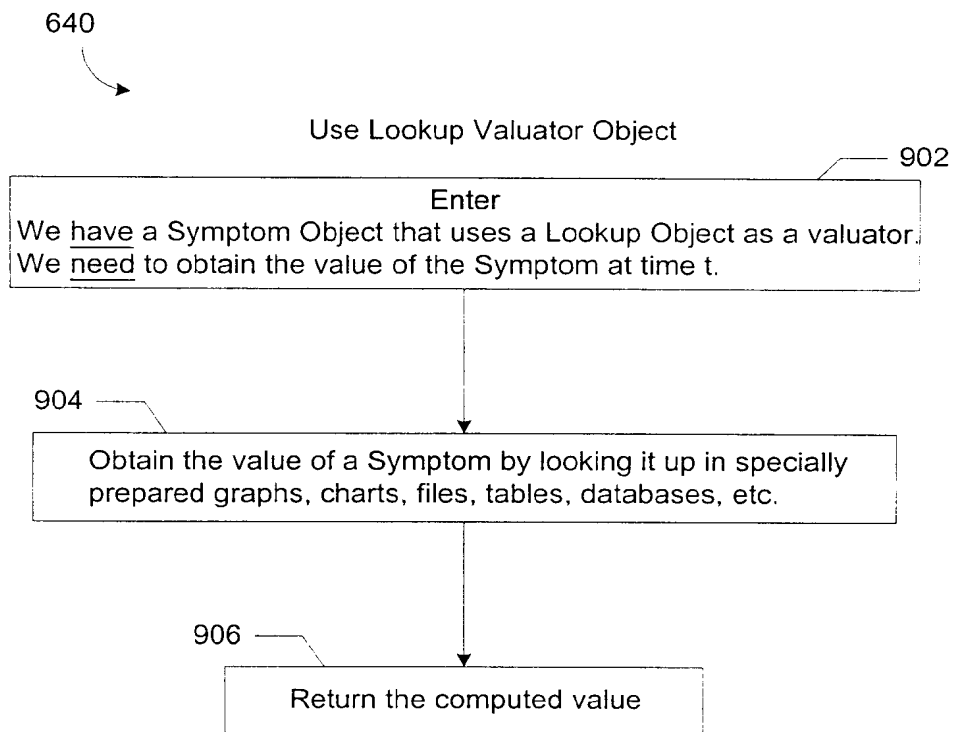 640
Use Lookup Valuator Object
902
Enter
We have a Symptom Object that uses a Lookup Object as a valuator.
We need to obtain the value of the Symptom at time t.
904
Obtain the value of a Symptom by looking it up in specially
prepared graphs, charts, files, tables, databases, etc.
906
Return the computed value